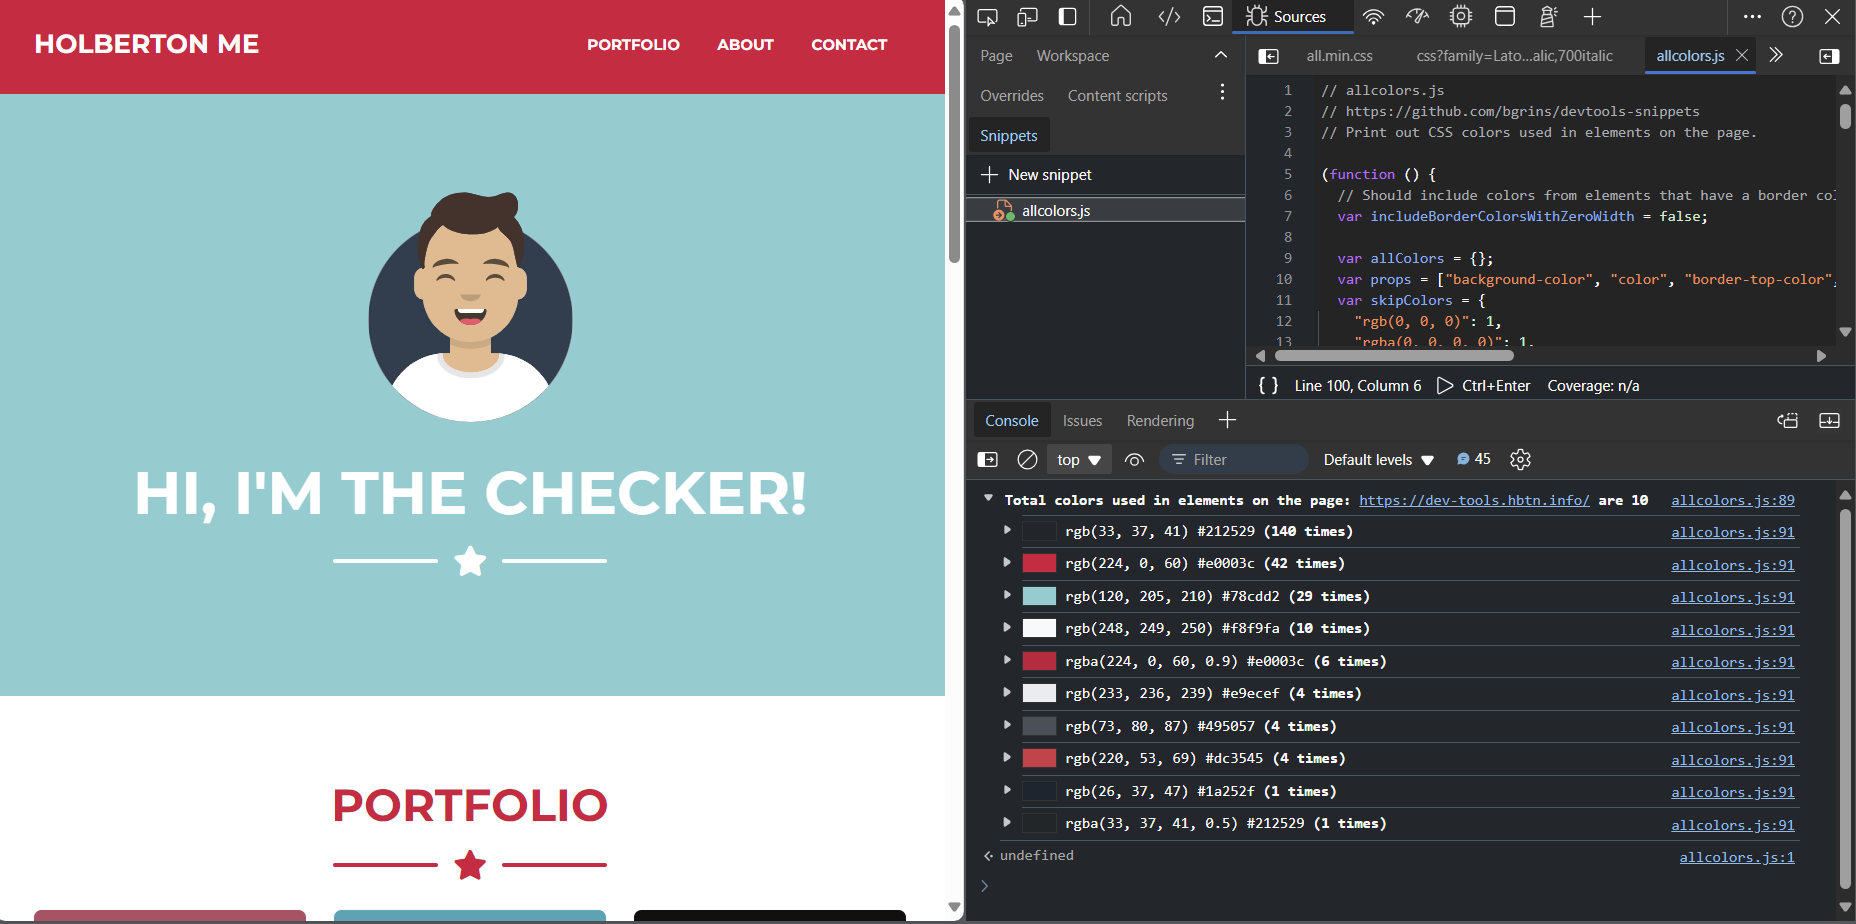 HOLBERTON ME
PORTFOLIO ABOUT CONTACT
HI, I'M THE CHECKER!
PORTFOLIO
Sources
Page Workspace
Overrides Content scripts
Snippets
New snippet
allcolors.js
all.min.css css?family=Lato...alic,700italic allcolors.js
1 // allcolors.js
2 // https://github.com/bgrins/devtools-snippets
3 // Print out CSS colors used in elements on the page.
4
5 (function () {
6 // Should include colors from elements that have a border col
7 var includeBorderColorsWithZeroWidth = false;
8
9 var allColors = {};
10 var props = ["background-color", "color", "border-top-color",
11 var skipColors = {
12 "rgb(0, 0, 0)": 1,
13 "rgba(0, 0, 0, 0)": 1,
{ } Line 100, Column 6 Ctrl+Enter Coverage: n/a
Console Issues Rendering
top Filter Default levels 45
Total colors used in elements on the page: https://dev-tools.hbtn.info/ are 10 allcolors.js:89
rgb(33, 37, 41) #212529 (140 times) allcolors.js:91
rgb(224, 0, 60) #e0003c (42 times) allcolors.js:91
rgb(120, 205, 210) #78cdd2 (29 times) allcolors.js:91
rgb(248, 249, 250) #f8f9fa (10 times) allcolors.js:91
rgba(224, 0, 60, 0.9) #e0003c (6 times) allcolors.js:91
rgb(233, 236, 239) #e9ecef (4 times) allcolors.js:91
rgb(73, 80, 87) #495057 (4 times) allcolors.js:91
rgb(220, 53, 69) #dc3545 (4 times) allcolors.js:91
rgb(26, 37, 47) #1a252f (1 times) allcolors.js:91
rgba(33, 37, 41, 0.5) #212529 (1 times) allcolors.js:91
undefined allcolors.js:1